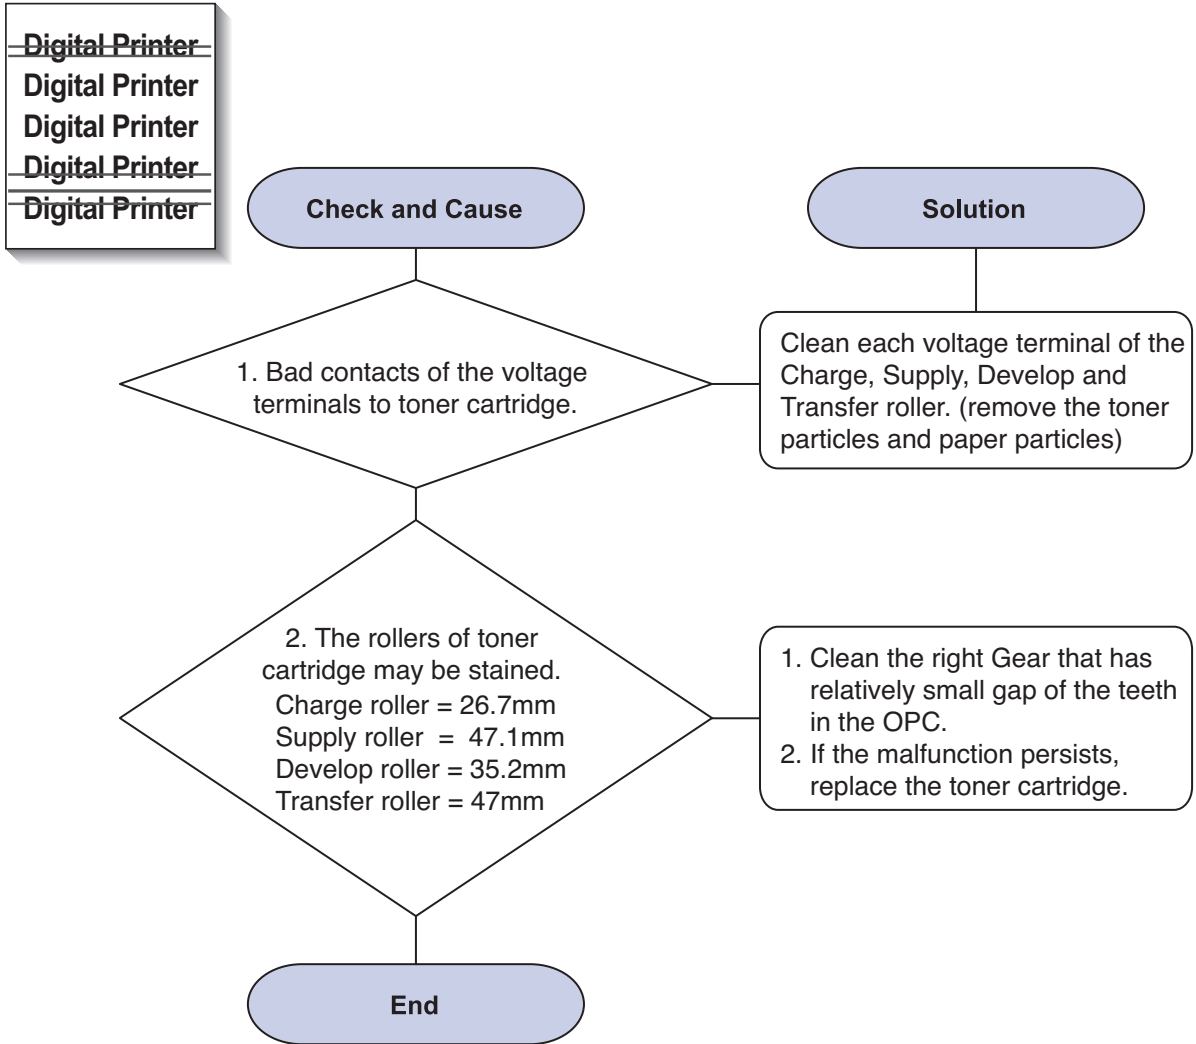 Digital Printer
Digital Printer
Digital Printer
Digital Printer
Digital Printer
Check and Cause
Solution
1. Bad contacts of the voltage
terminals to toner cartridge.
Clean each voltage terminal of the
Charge, Supply, Develop and
Transfer roller. (remove the toner
particles and paper particles)
2. The rollers of toner
cartridge may be stained.
Charge roller = 26.7mm
Supply roller = 47.1mm
Develop roller = 35.2mm
Transfer roller = 47mm
1. Clean the right Gear that has
relatively small gap of the teeth
in the OPC.
2. If the malfunction persists,
replace the toner cartridge.
End